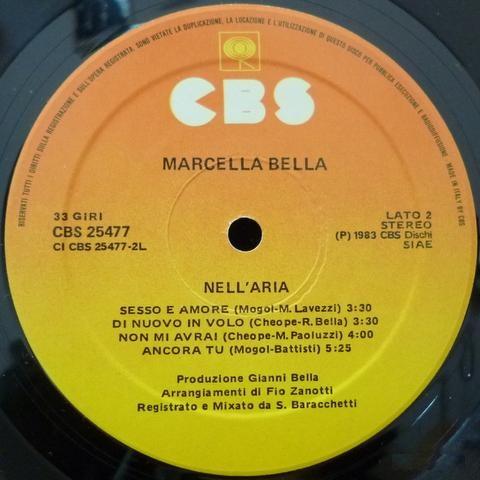 RISERVATI TUTTI I DIRITTI SULLA REGISTRAZIONE E SULL'OPERA REGISTRATA. SONO VIETATE LA DUPLICAZIONE, LA LOCAZIONE E L'UTILIZZAZIONE DI QUESTO DISCO PER PUBBLICA ESECUZIONE E RADIODIFFUSIONE. MADE IN ITALY BY CBS
CBS
MARCELLA BELLA
33 GIRI
CBS 25477
CI CBS 25477-2L
LATO 2
STEREO
(P) 1983 CBS Dischi
SIAE
NELL'ARIA
SESSO E AMORE (Mogol-M. Lavezzi) 3:30
DI NUOVO IN VOLO (Cheope-R. Bella) 3:30
NON MI AVRAI (Cheope-M. Paoluzzi) 4:00
ANCORA TU (Mogol-Battisti) 5:25
Produzione Gianni Bella
Arrangiamenti di Fio Zanotti
Registrato e Mixato da S. Baracchetti